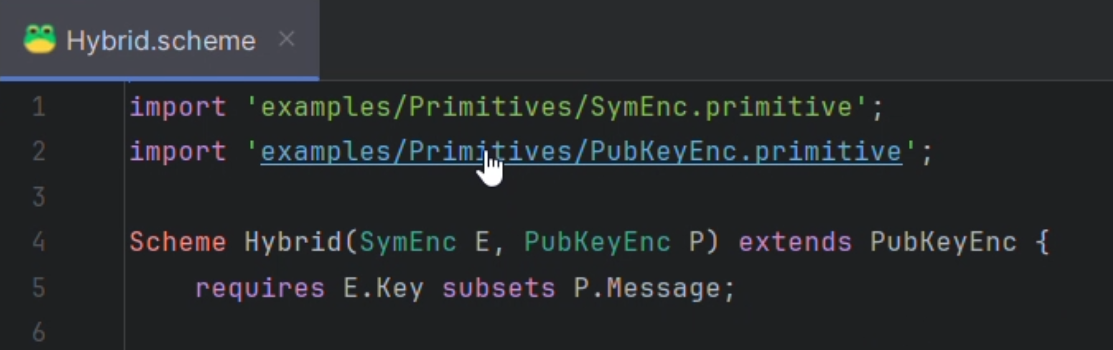 Hybrid.scheme ×
1 import 'examples/Primitives/SymEnc.primitive';
2 import 'examples/Primitives/PubKeyEnc.primitive';
3
4 Scheme Hybrid(SymEnc E, PubKeyEnc P) extends PubKeyEnc {
5     requires E.Key subsets P.Message;
6